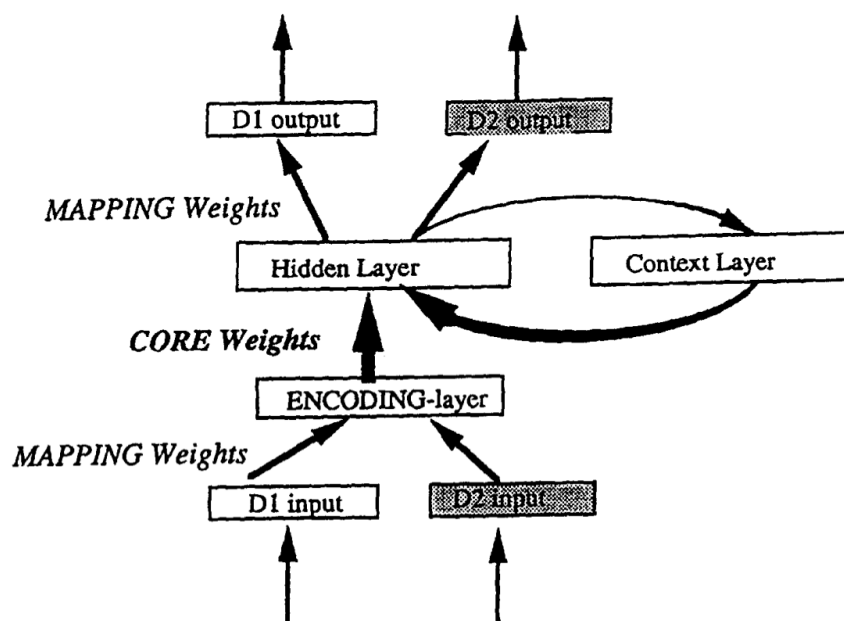 D1 output
D2 output
MAPPING Weights
Hidden Layer
Context Layer
CORE Weights
ENCODING-layer
MAPPING Weights
D1 input
D2 input